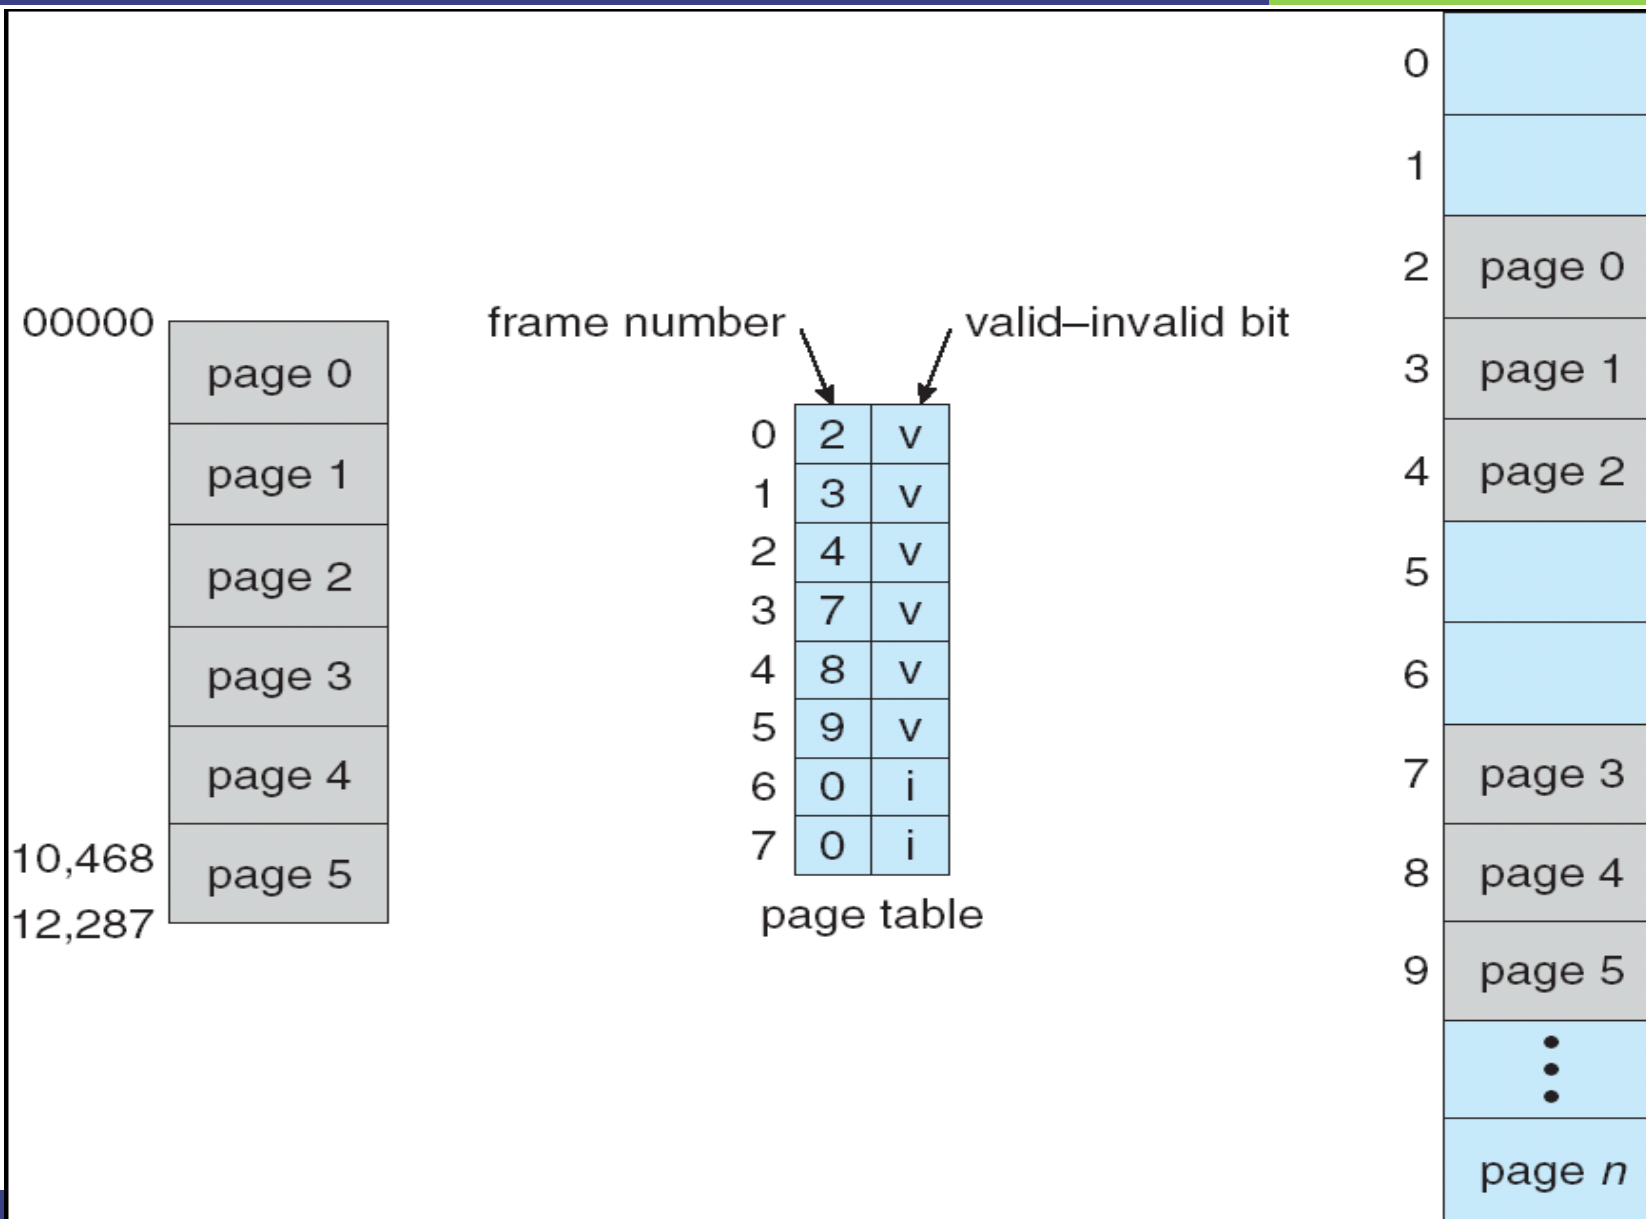 00000
page 0
page 1
page 2
page 3
page 4
10,468
page 5
12,287
frame number
valid–invalid bit
0 2 v
1 3 v
2 4 v
3 7 v
4 8 v
5 9 v
6 0 i
7 0 i
page table
0
1
2 page 0
3 page 1
4 page 2
5
6
7 page 3
8 page 4
9 page 5
page n